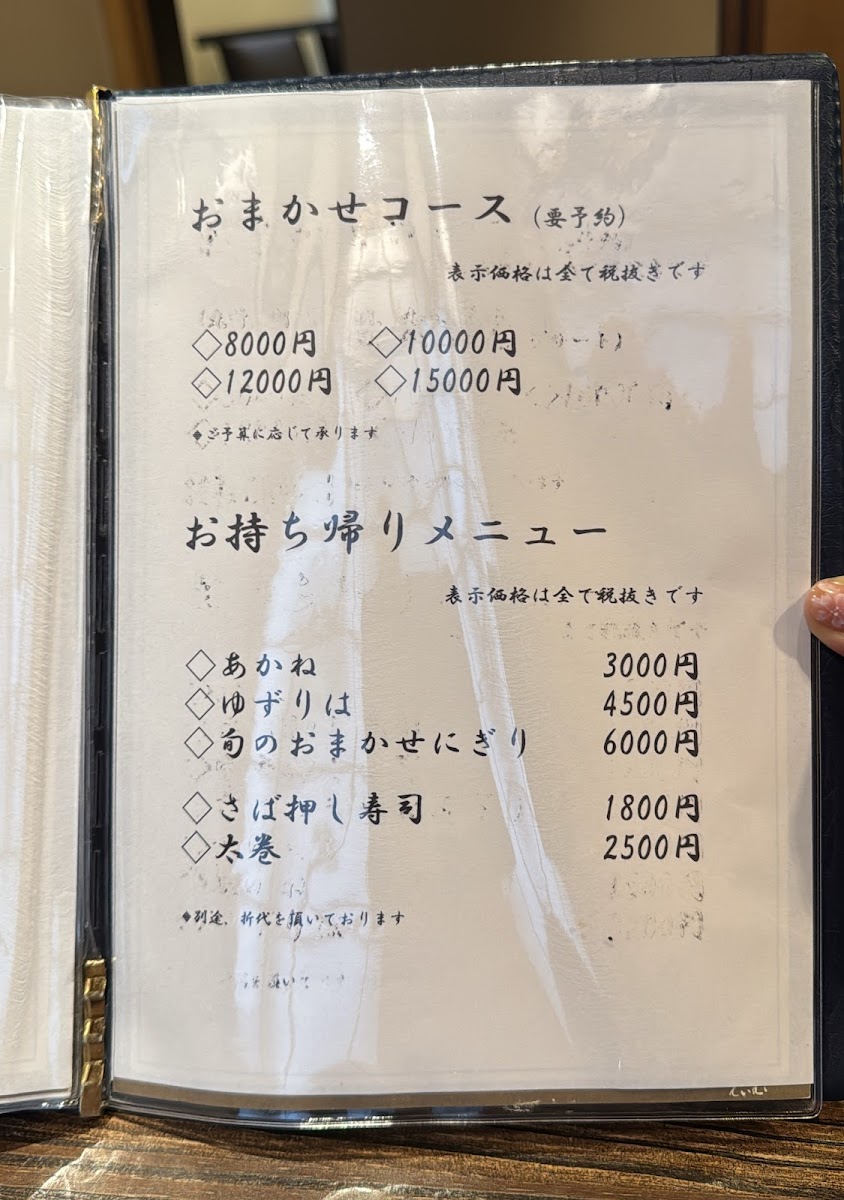 おまかせコース（要予約）
表示価格は全て税抜きです
◇8000円 ◇10000円
◇12000円 ◇15000円
◆ご予算に応じて承ります
お持ち帰りメニュー
表示価格は全て税抜きです
◇あかね 3000円
◇ゆずりは 4500円
◇旬のおまかせにぎり 6000円
◇さば押し寿司 1800円
◇太巻 2500円
◆別途、折代を頂いております